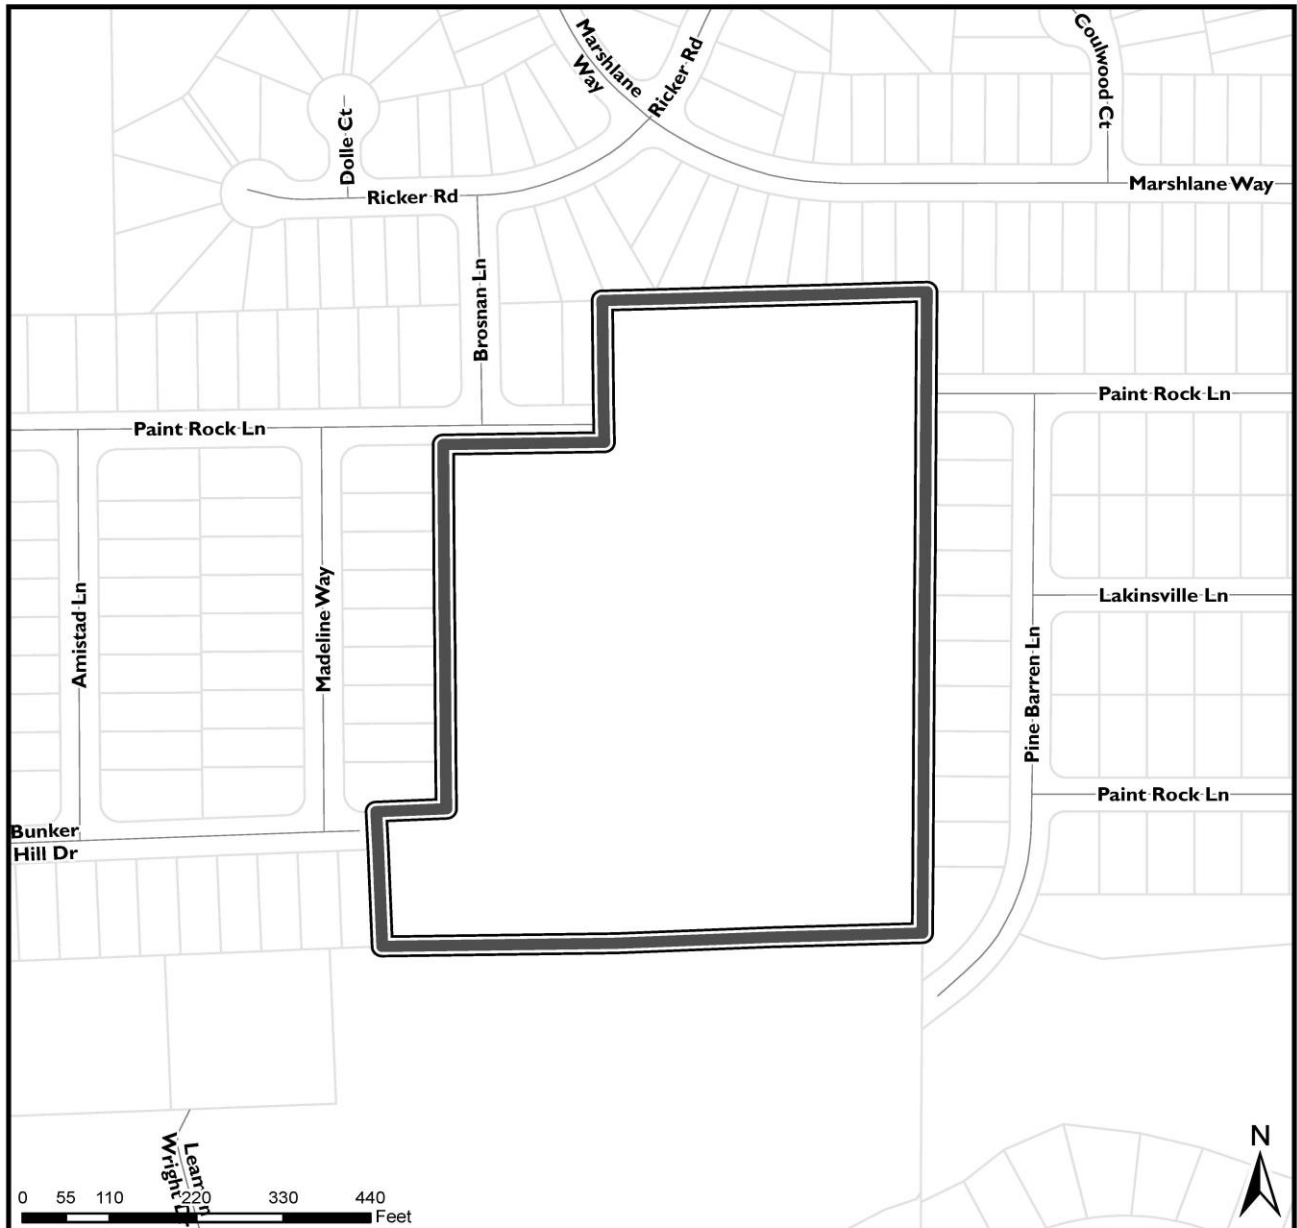 Marshlane
Way
Ricker Rd
Coulwood Ct
Dolle Ct
Ricker Rd
Marshlane Way
Brosnan Ln
Paint Rock Ln
Paint Rock Ln
Amistad Ln
Madeline Way
Lakinsville Ln
Pine Barren Ln
Paint Rock Ln
Bunker
Hill Dr
Wright Dr
N
0 55 110 220 330 440
Feet